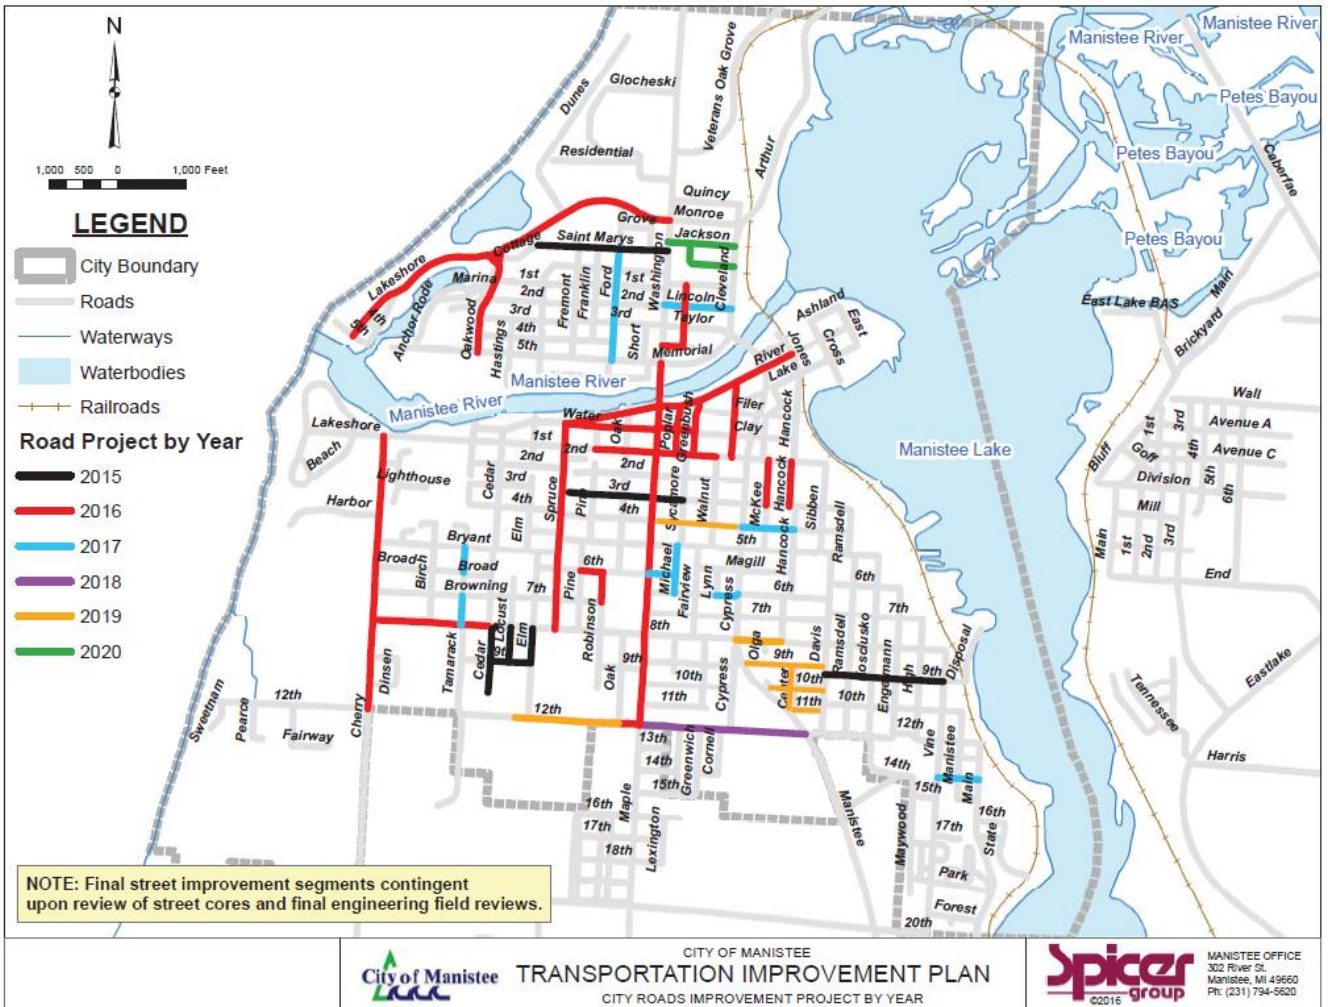 N
1,000 500 0 1,000 Feet
LEGEND
City Boundary
Roads
Waterways
Waterbodies
Railroads
Road Project by Year
2015
2016
2017
2018
2019
2020
NOTE: Final street improvement segments contingent
upon review of street cores and final engineering field reviews.
Manistee River
Manistee River
Petes Bayou
Petes Bayou
Petes Bayou
Veterans Oak Grove
Glocheski
Dunes
Residential
Arthur
Caberfae
Quincy
Monroe
Grove
Jackson
Saint Marys
Cottage
Washington
Cleveland
Lakeshore
Marina
1st
2nd
3rd
4th
5th
Fremont
Franklin
Ford
1st
2nd
3rd
Lincoln
Taylor
Short
Memorial
4th
5th
Anchor Rode
Oakwood
Hastings
Ashland
East
Cross
Jones
River
Lake
East Lake BAS
Main
Brickyard
Manistee River
Manistee River
Manistee Lake
Lakeshore
Beach
Lighthouse
Harbor
Water
Oak
Poplar
Greenbush
Filer
Clay
Hancock
1st
2nd
2nd
2nd
3rd
4th
Cedar
Elm
Spruce
Pine
3rd
4th
Sycamore
Walnut
McKee
Hancock
Sibben
Ramsdell
5th
Wall
Avenue A
Avenue C
1st
3rd
4th
5th
6th
Goff
Division
Bluff
Mill
Main
1st
2nd
3rd
End
Bryant
Broad
Birch
Broad
Browning
7th
6th
Pine
Robinson
Michael
Fairview
Lynn
Cypress
Magill
Hancock
6th
7th
6th
7th
8th
Locust
Elm
9th
Cedar
Tamarack
Dinsen
Oak
9th
10th
11th
Cypress
Olga
9th
Davis
Center
10th
11th
Ramsdell
Kosciusko
Engelmann
High
9th
Disposal
10th
12th
Sweetnam
Pearce
12th
Fairway
Cherry
12th
13th
14th
15th
Greenwich
Cornell
16th
17th
18th
Maple
Lexington
Manistee
Vine
Manistee
Main
14th
15th
16th
17th
State
Maywood
Park
Forest
20th
Tennessee
Eastlake
Harris
City of Manistee
CITY OF MANISTEE
TRANSPORTATION IMPROVEMENT PLAN
CITY ROADS IMPROVEMENT PROJECT BY YEAR
Spicer
group
©2016
MANISTEE OFFICE
302 River St.
Manistee, MI 49660
Ph: (231) 794-5620